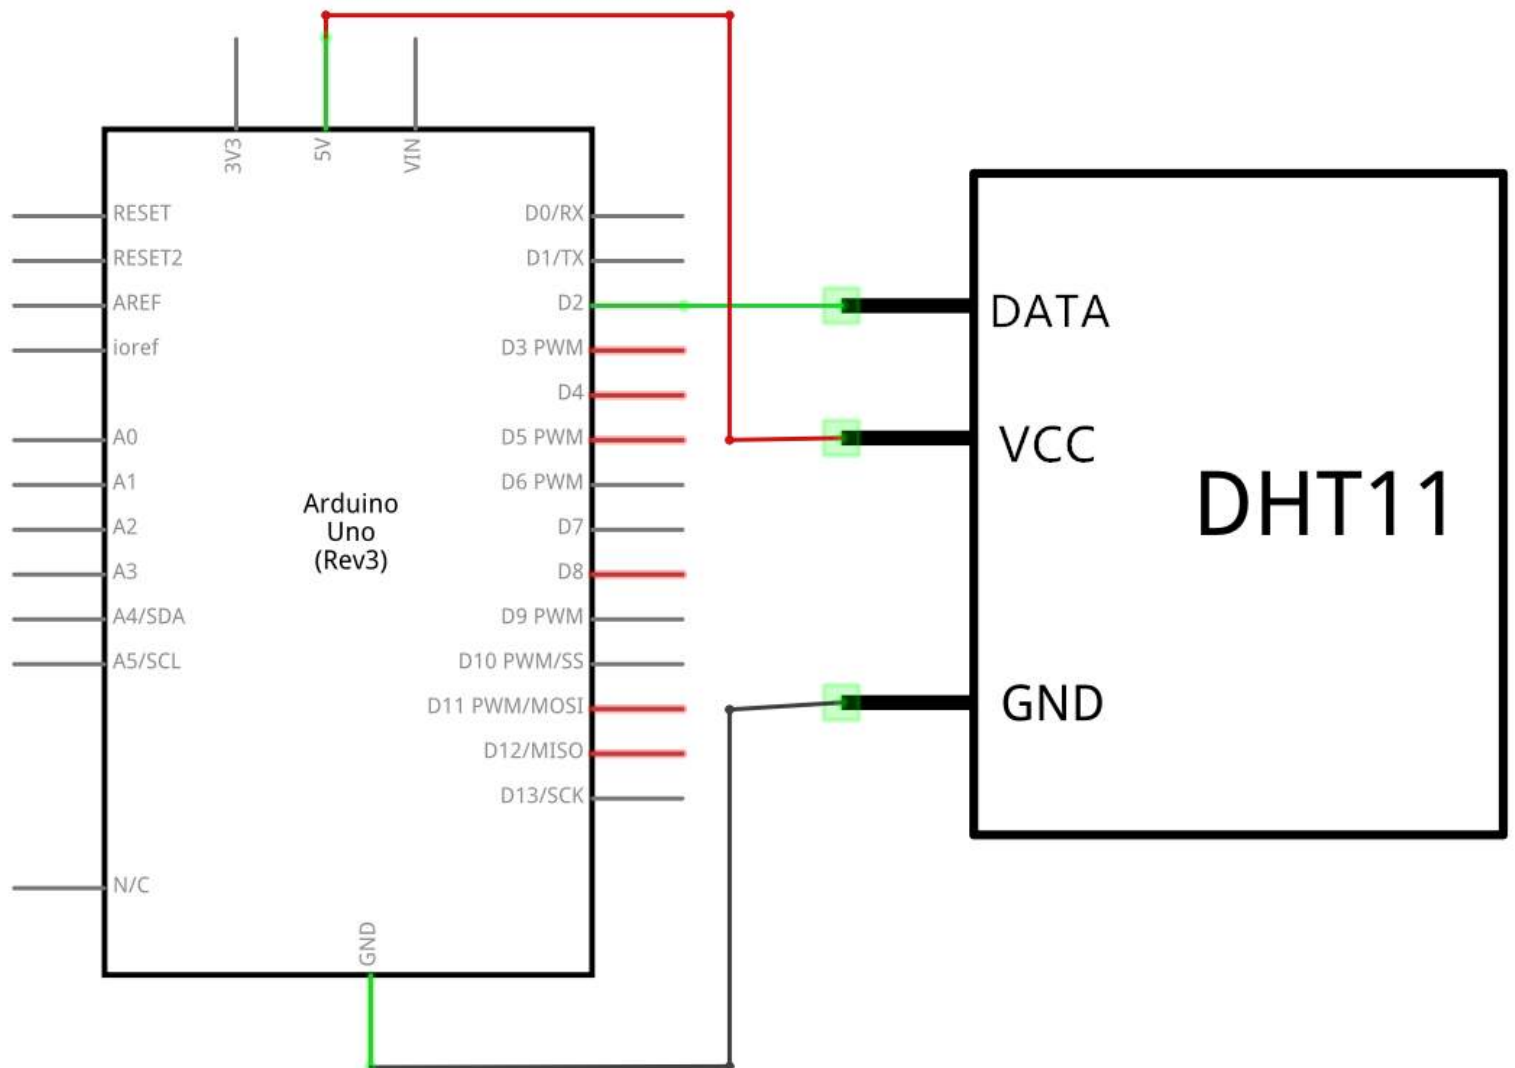 3V3
5V
VIN
RESET
RESET2
AREF
ioref
A0
A1
A2
A3
A4/SDA
A5/SCL
N/C
Arduino
Uno
(Rev3)
D0/RX
D1/TX
D2
D3 PWM
D4
D5 PWM
D6 PWM
D7
D8
D9 PWM
D10 PWM/SS
D11 PWM/MOSI
D12/MISO
D13/SCK
GND
DATA
VCC
GND
DHT11